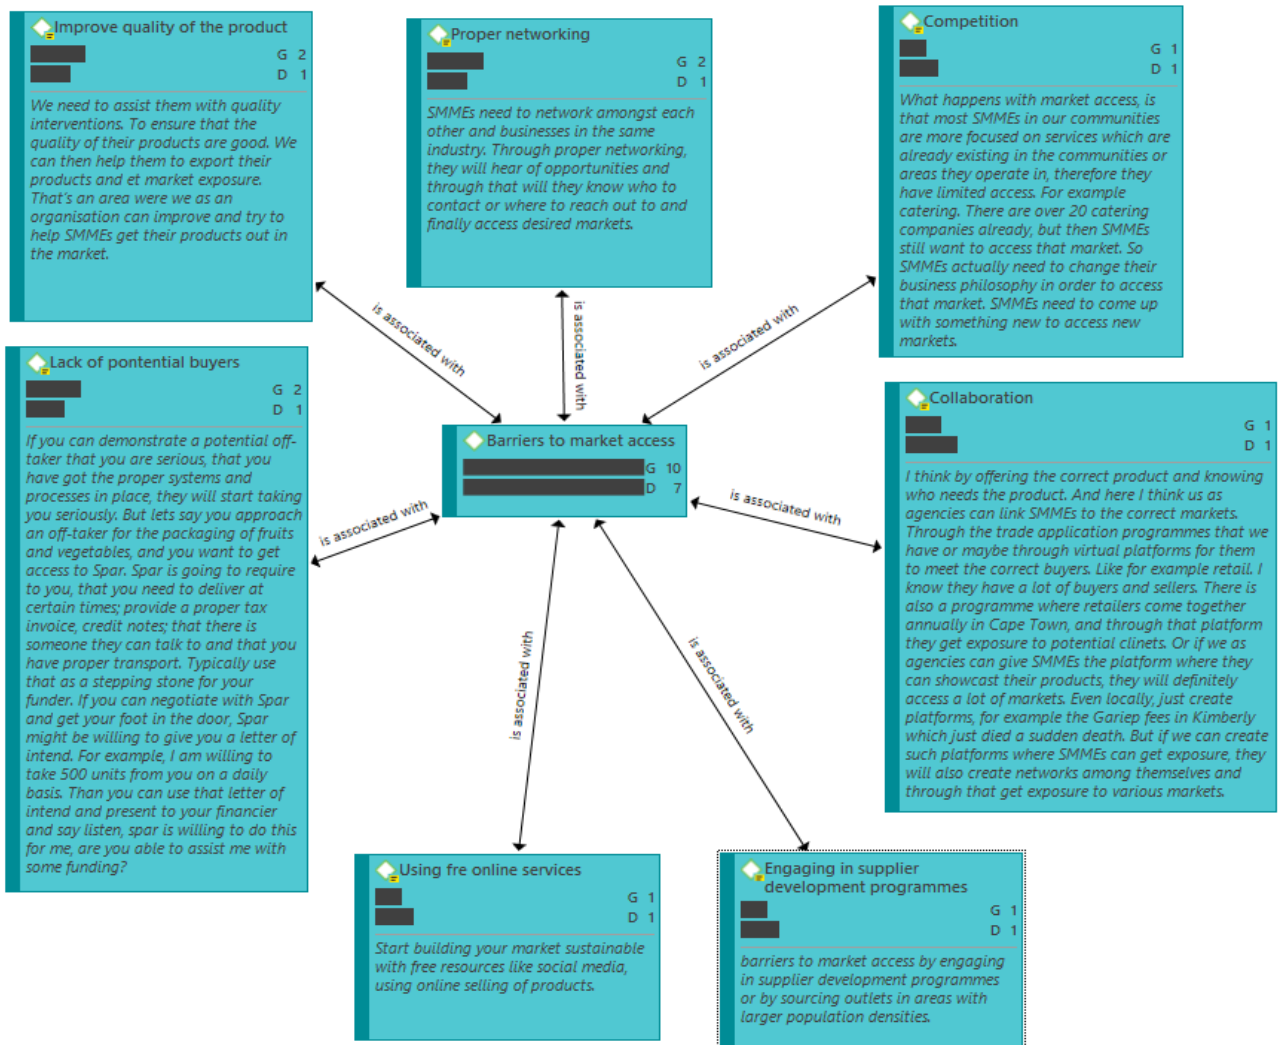 Improve quality of the product
G 2
D 1
We need to assist them with quality
interventions. To ensure that the
quality of their products are good. We
can then help them to export their
products and et market exposure.
That's an area were we as an
organisation can improve and try to
help SMMEs get their products out in
the market.
Proper networking
G 2
D 1
SMMEs need to network amongst each
other and businesses in the same
industry. Through proper networking,
they will hear of opportunities and
through that will they know who to
contact or where to reach out to and
finally access desired markets.
Competition
G 1
D 1
What happens with market access, is
that most SMMEs in our communities
are more focused on services which are
already existing in the communities or
areas they operate in, therefore they
have limited access. For example
catering. There are over 20 catering
companies already, but then SMMEs
still want to access that market. So
SMMEs actually need to change their
business philosophy in order to access
that market. SMMEs need to come up
with something new to access new
markets.
is associated with
is associated with
is associated with
Lack of pontential buyers
G 2
D 1
If you can demonstrate a potential off-
taker that you are serious, that you
have got the proper systems and
processes in place, they will start taking
you seriously. But lets say you approach
an off-taker for the packaging of fruits
and vegetables, and you want to get
access to Spar. Spar is going to require
to you, that you need to deliver at
certain times; provide a proper tax
invoice, credit notes; that there is
someone they can talk to and that you
have proper transport. Typically use
that as a stepping stone for your
funder. If you can negotiate with Spar
and get your foot in the door, Spar
might be willing to give you a letter of
intend. For example, I am willing to
take 500 units from you on a daily
basis. Than you can use that letter of
intend and present to your financier
and say listen, spar is willing to do this
for me, are you able to assist me with
some funding?
Barriers to market access
G 10
D 7
is associated with
is associated with
Collaboration
G 1
D 1
I think by offering the correct product and knowing
who needs the product. And here I think us as
agencies can link SMMEs to the correct markets.
Through the trade application programmes that we
have or maybe through virtual platforms for them
to meet the correct buyers. Like for example retail. I
know they have a lot of buyers and sellers. There is
also a programme where retailers come together
annually in Cape Town, and through that platform
they get exposure to potential clinets. Or if we as
agencies can give SMMEs the platform where they
can showcast their products, they will definitely
access a lot of markets. Even locally, just create
platforms, for example the Gariep fees in Kimberly
which just died a sudden death. But if we can create
such platforms where SMMEs can get exposure, they
will also create networks among themselves and
through that get exposure to various markets.
is associated with
is associated with
Using fre online services
G 1
D 1
Start building your market sustainable
with free resources like social media,
using online selling of products.
Engaging in supplier
development programmes
G 1
D 1
barriers to market access by engaging
in supplier development programmes
or by sourcing outlets in areas with
larger population densities.